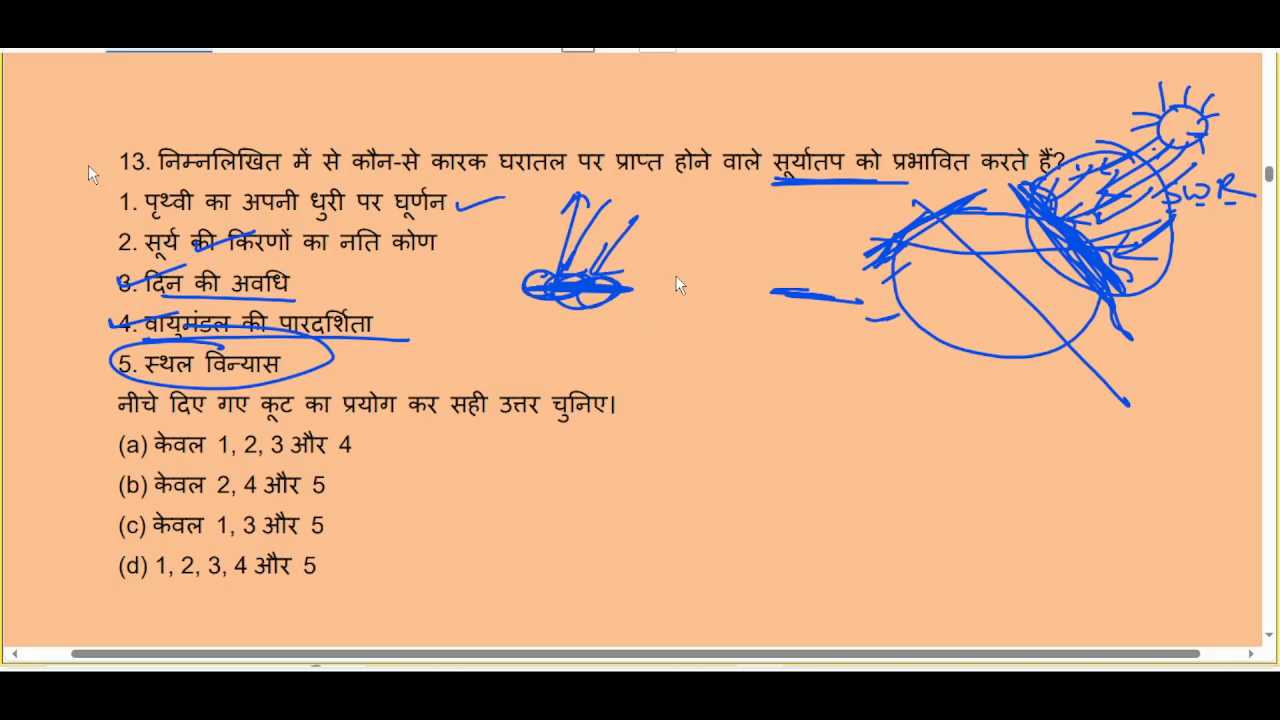 13. निम्नलिखित में से कौन-से कारक घरातल पर प्राप्त होने वाले सूर्यातप को प्रभावित करते हैं?
1. पृथ्वी का अपनी धुरी पर घूर्णन
2. सूर्य की किरणों का नति कोण
3. दिन की अवधि
4. वायुमंडल की पारदर्शिता
5. स्थल विन्यास
नीचे दिए गए कूट का प्रयोग कर सही उत्तर चुनिए।
(a) केवल 1, 2, 3 और 4
(b) केवल 2, 4 और 5
(c) केवल 1, 3 और 5
(d) 1, 2, 3, 4 और 5
SWR